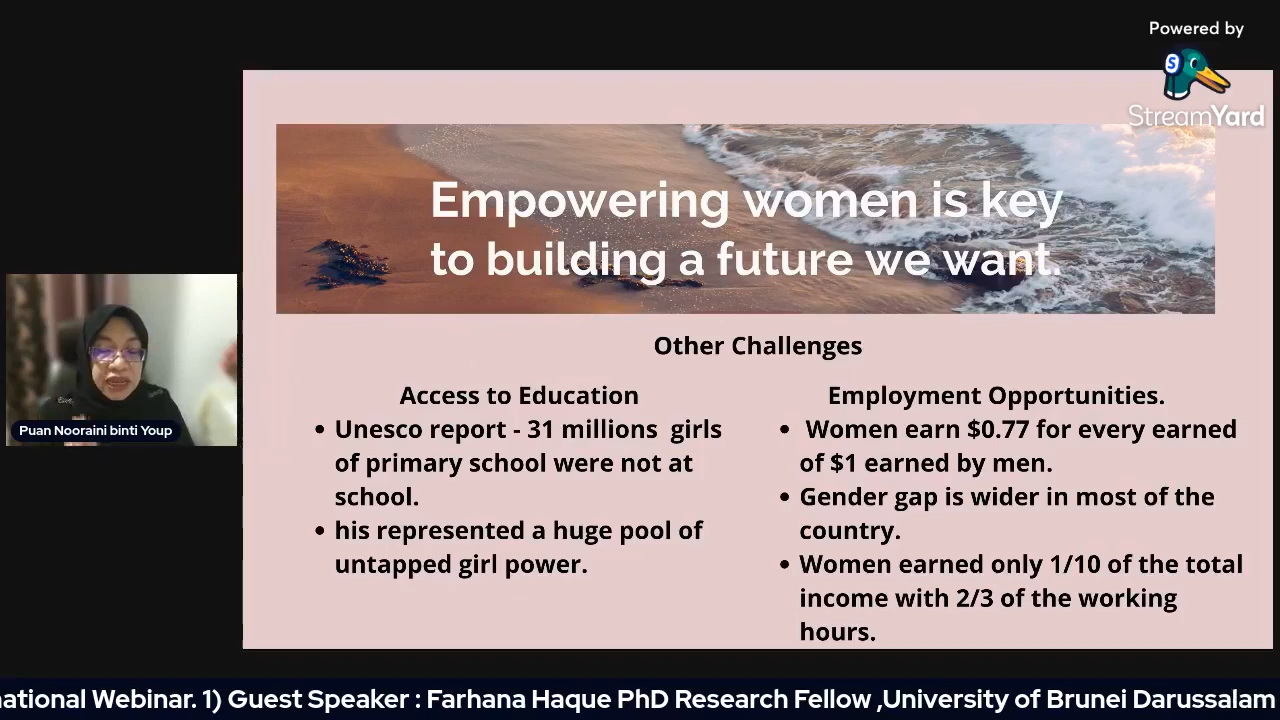 Powered by
StreamYard
Empowering women is key
to building a future we want.
Other Challenges
Access to Education
• Unesco report - 31 millions girls
of primary school were not at
school.
• his represented a huge pool of
untapped girl power.
Employment Opportunities.
• Women earn $0.77 for every earned
of $1 earned by men.
• Gender gap is wider in most of the
country.
• Women earned only 1/10 of the total
income with 2/3 of the working
hours.
Puan Nooraini binti Youp
national Webinar. 1) Guest Speaker : Farhana Haque PhD Research Fellow ,University of Brunei Darussalam